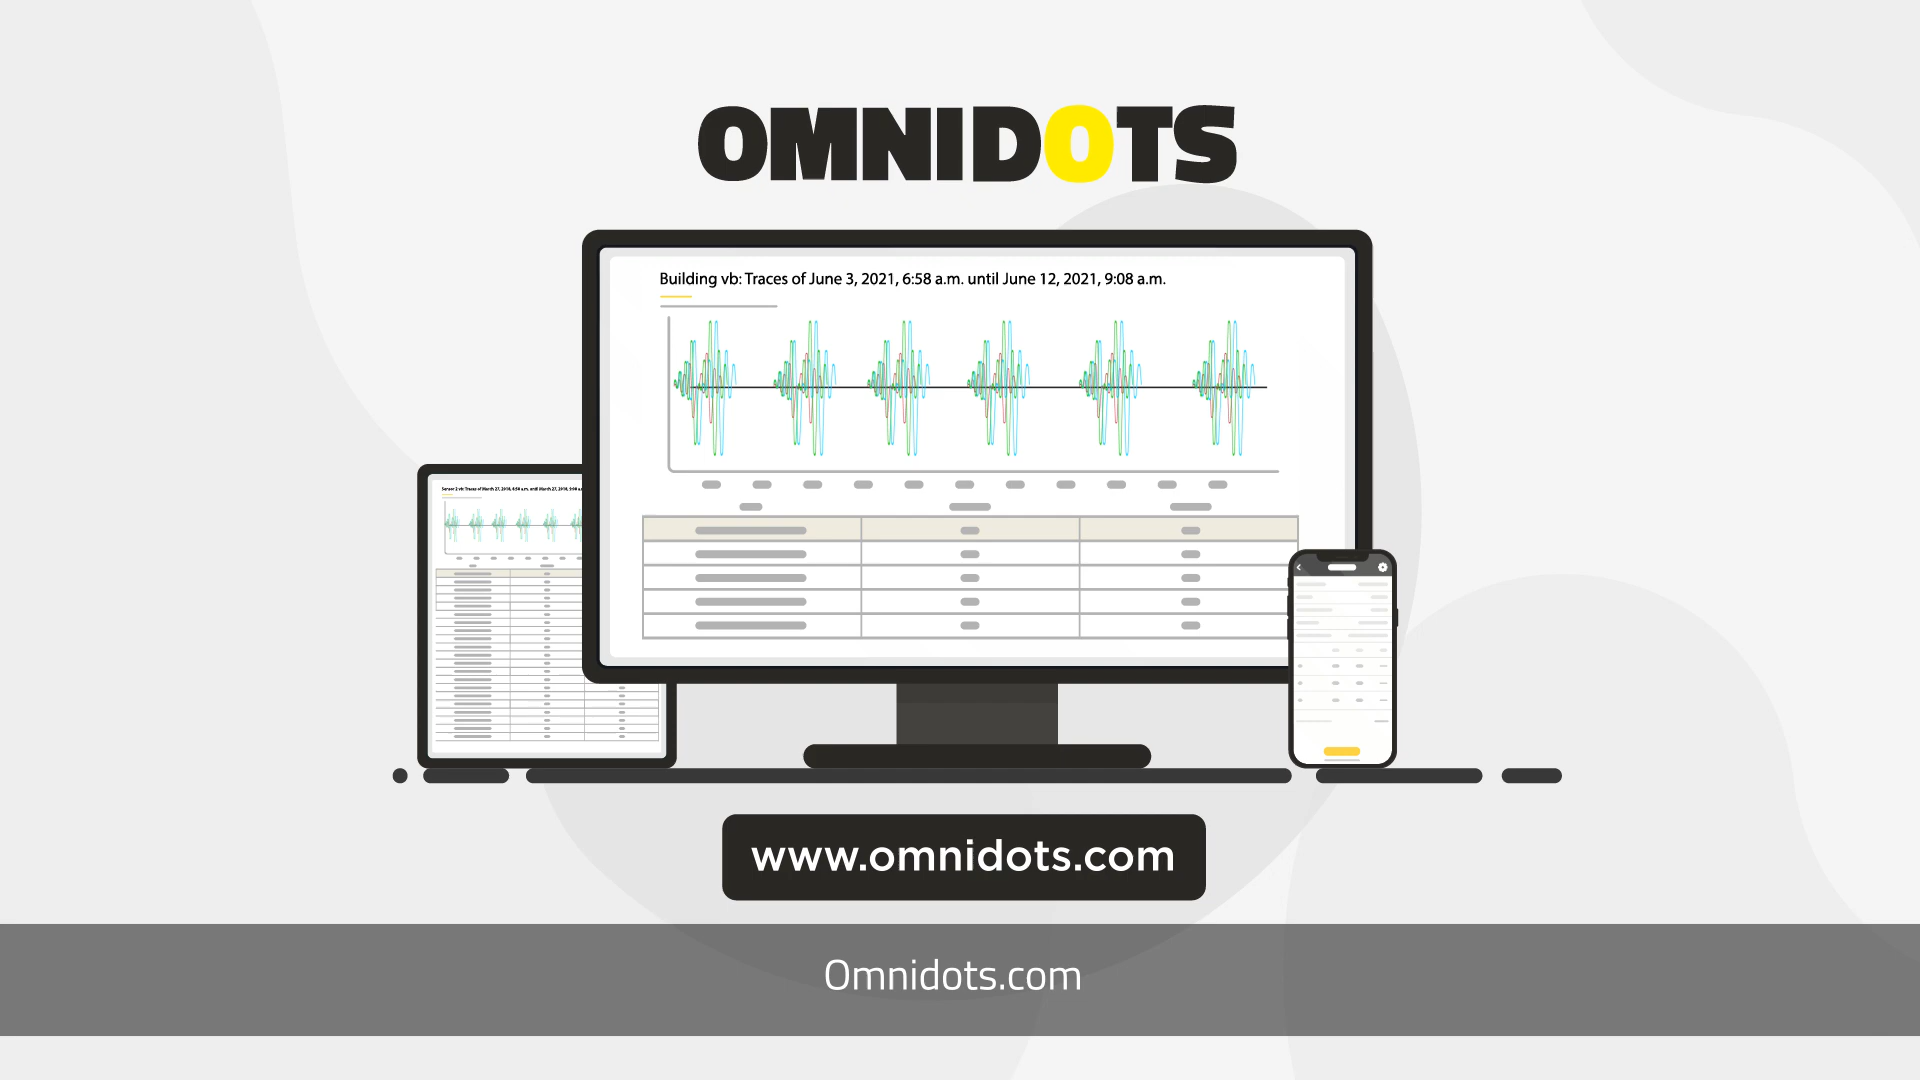 OMNIDOTS
Building vb: Traces of June 3, 2021, 6:58 a.m. until June 12, 2021, 9:08 a.m.
www.omnidots.com
Omnidots.com